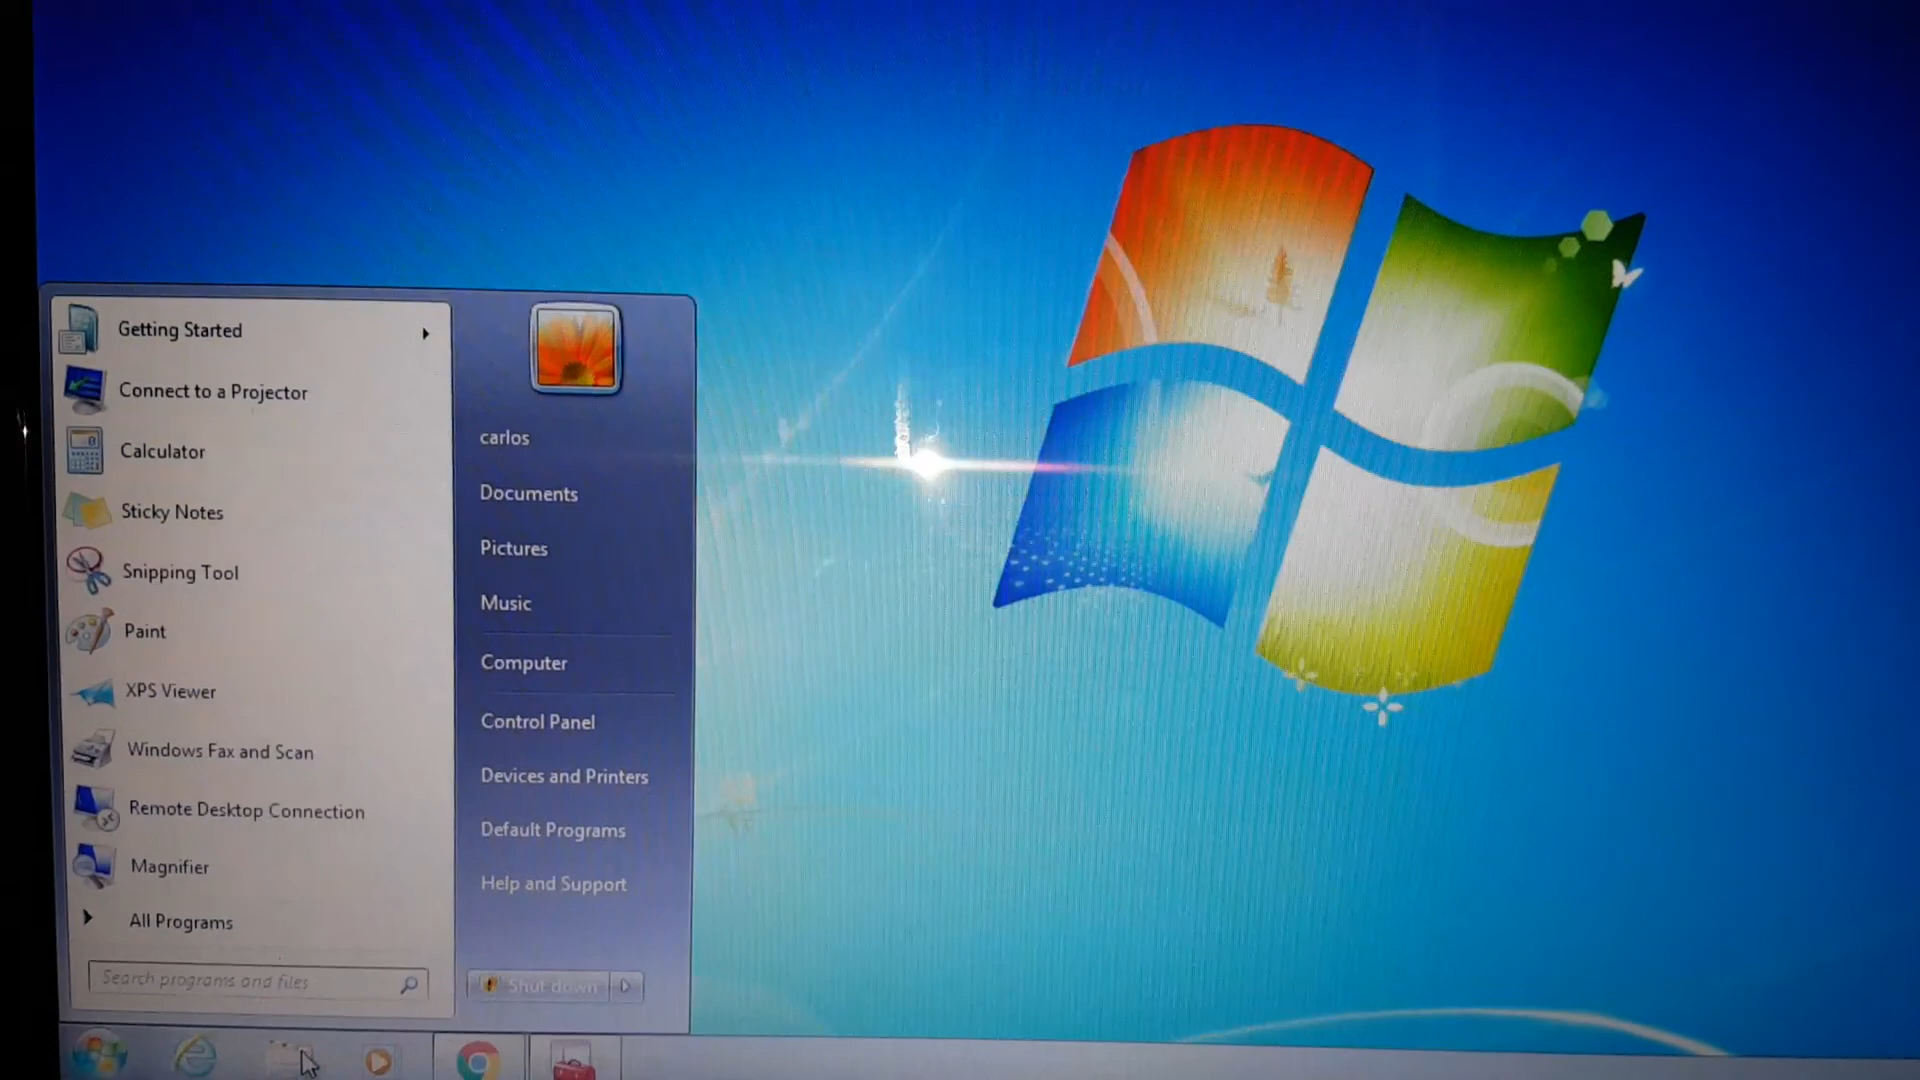 Getting Started
Connect to a Projector
Calculator
Sticky Notes
Snipping Tool
Paint
XPS Viewer
Windows Fax and Scan
Remote Desktop Connection
Magnifier
All Programs
Search programs and files
carlos
Documents
Pictures
Music
Computer
Control Panel
Devices and Printers
Default Programs
Help and Support
Shut down